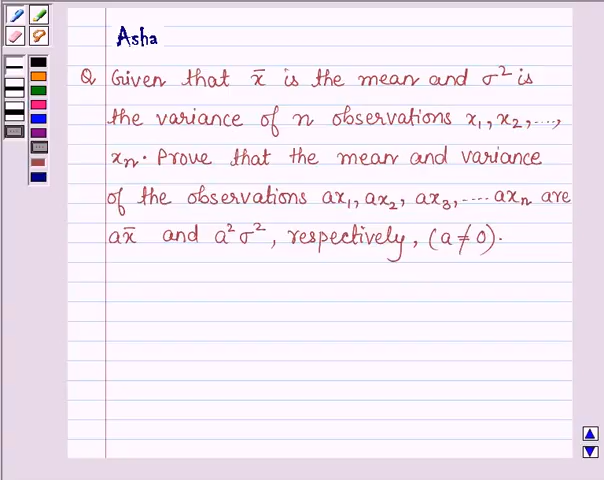 Asha
Q Given that x̄ is the mean and σ² is
the variance of n observations x₁, x₂, ....,
xₙ. Prove that the mean and variance
of the observations ax₁, ax₂, ax₃, .... axₙ are
ax̄ and a²σ², respectively, (a ≠ 0).